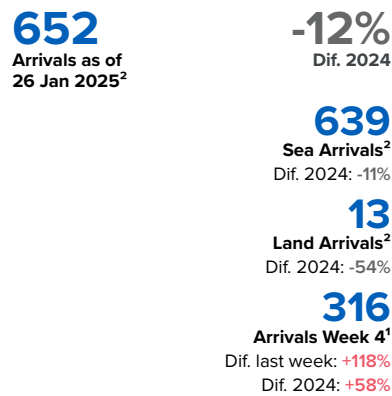 652
Arrivals as of
26 Jan 2025²
-12%
Dif. 2024
639
Sea Arrivals²
Dif. 2024: -11%
13
Land Arrivals²
Dif. 2024: -54%
316
Arrivals Week 4¹
Dif. last week: +118%
Dif. 2024: +58%